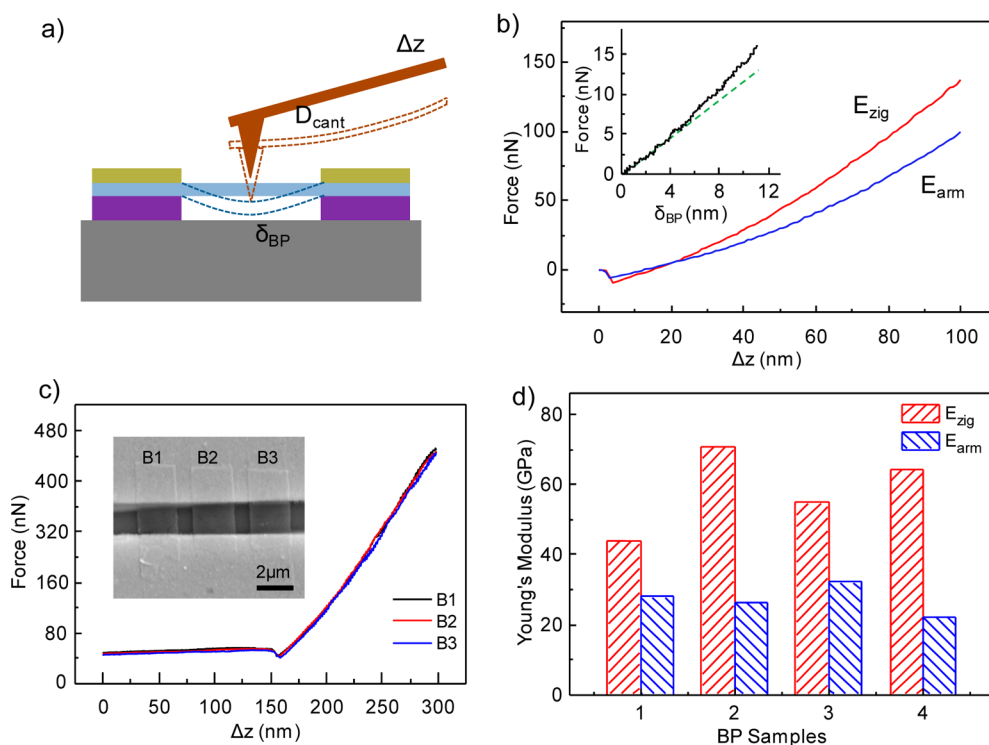 a)
Δz
D_cant
δ_BP
b)
Force (nN)
150
100
50
0
0
20
40
60
80
100
Δz (nm)
E_zig
E_arm
Force (nN)
15
10
5
0
0
4
8
12
δ_BP (nm)
c)
Force (nN)
480
400
320
160
80
0
0
50
100
150
200
250
300
Δz (nm)
B1 B2 B3
2μm
B1
B2
B3
d)
Young's Modulus (GPa)
80
60
40
20
0
1
2
3
4
BP Samples
E_zig
E_arm